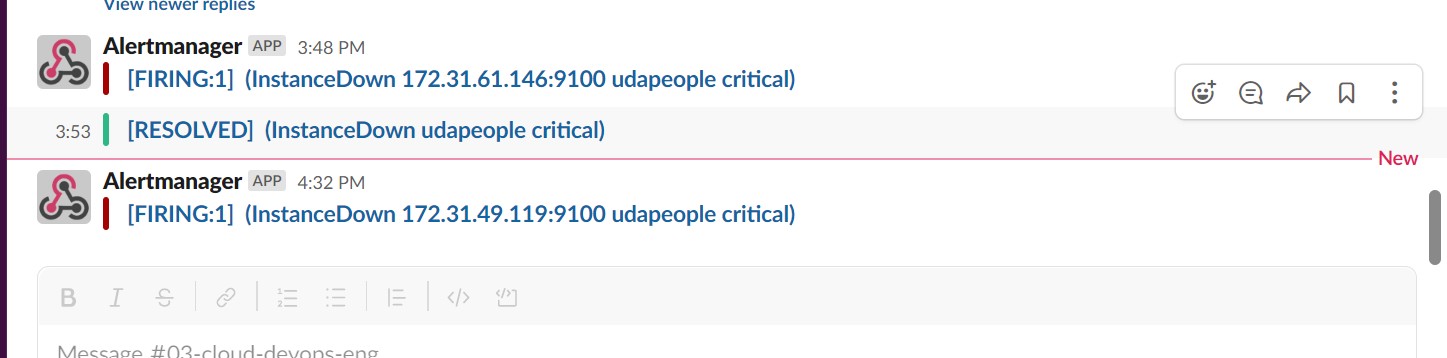 View newer replies
Alertmanager APP 3:48 PM
[FIRING:1] (InstanceDown 172.31.61.146:9100 udapeople critical)
3:53 [RESOLVED] (InstanceDown udapeople critical)
New
Alertmanager APP 4:32 PM
[FIRING:1] (InstanceDown 172.31.49.119:9100 udapeople critical)
B I S
Message #03-cloud-devops-eng